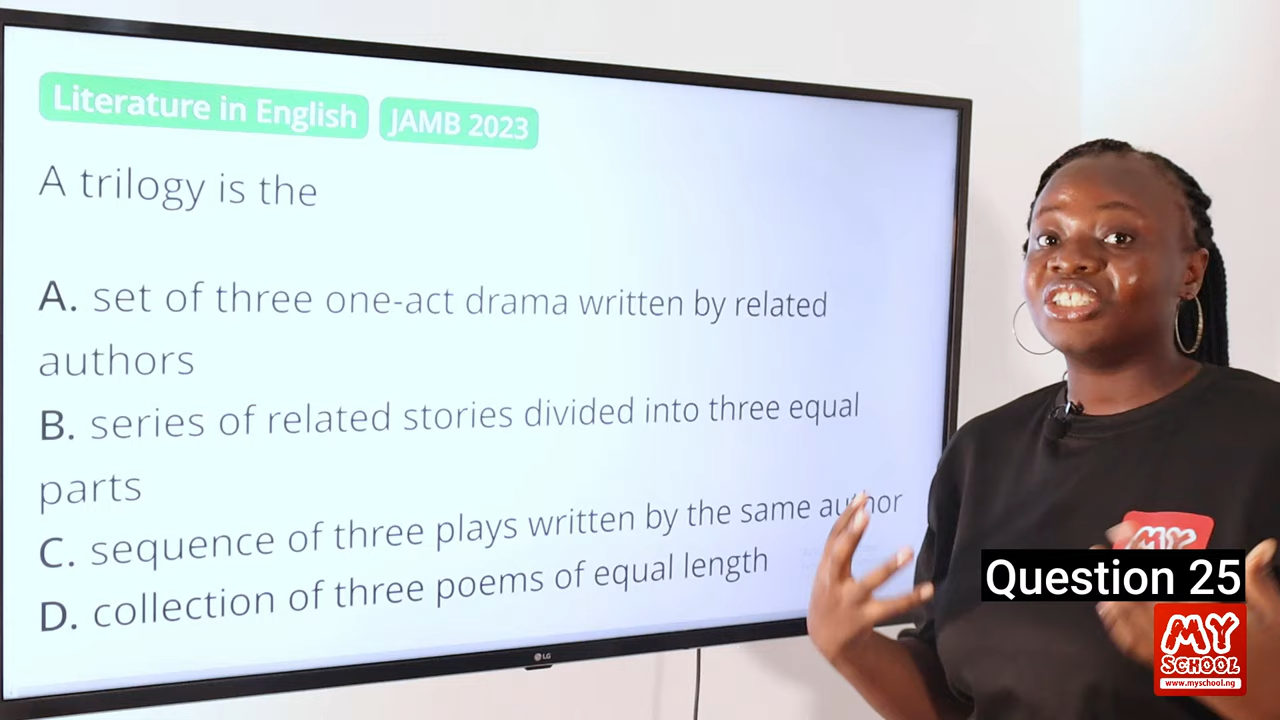 Literature in English JAMB 2023
A trilogy is the
A. set of three one-act drama written by related
authors
B. series of related stories divided into three equal
parts
C. sequence of three plays written by the same author
D. collection of three poems of equal length
LG
MY
Question 25
MY
SCHOOL
www.myschool.ng